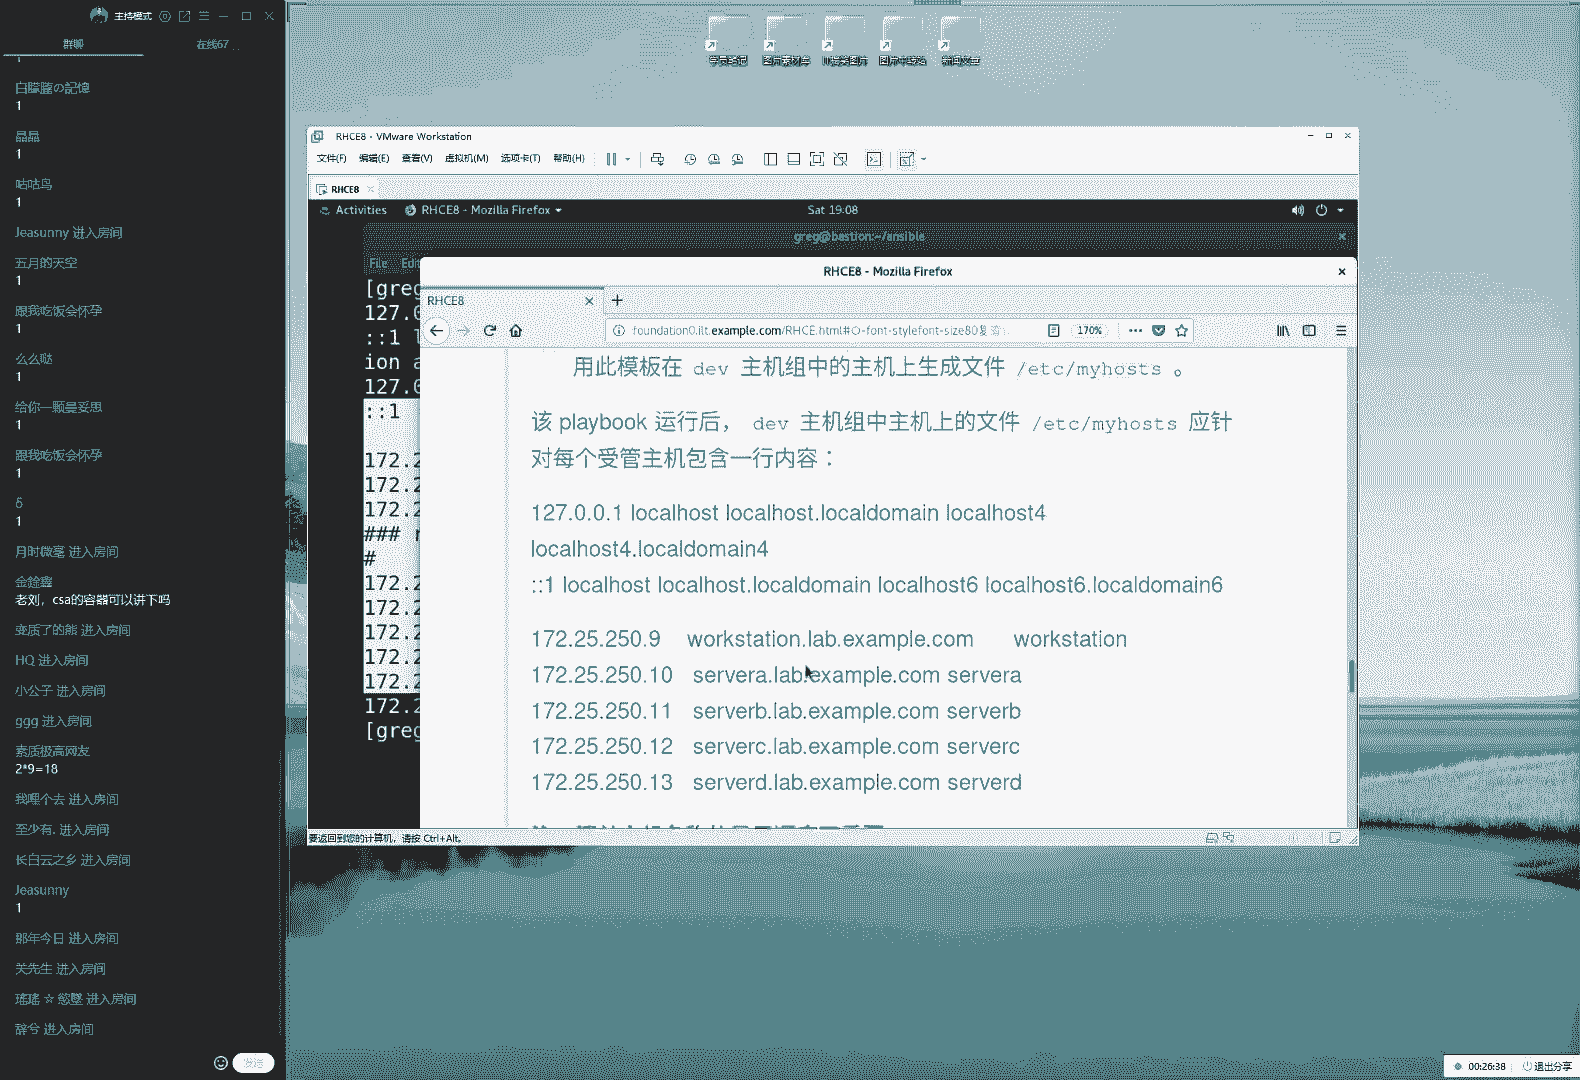 主持模式
群聊
在线67
1
白朦胧の記憶
1
晶晶
1
咕咕鸟
1
Jeasunny 进入房间
五月的天空
1
跟我吃饭会怀孕
1
么么哒
1
给你一颗曼妥思
1
跟我吃饭会怀孕
1
δ
1
月时微毫 进入房间
老刘，csa的容器可以讲下吗
变质了的熊 进入房间
HQ 进入房间
小公子 进入房间
ggg 进入房间
素质极高网友
2*9=18
我哩个去 进入房间
至少有. 进入房间
长白云之乡 进入房间
Jeasunny
1
那年今日 进入房间
关先生 进入房间
进入房间
辞兮 进入房间
发送
学员笔记
图片素材库
新闻文章
RHCE8 - VMware Workstation
文件(F) 编辑(E) 查看(V) 虚拟机(M) 选项卡(T) 帮助(H)
RHCE8
Activities RHCE8 - Mozilla Firefox Sat 19:08
greg@bastion:~/ansible
File Edi
[greg
127.0
::1 l
ion a
127.0
::1
172.2
172.2
172.2
### r
#
172.2
172.2
172.2
172.2
172.2
172.2
[greg
RHCE8 - Mozilla Firefox
RHCE8
foundation0.ilt.example.com/RHCE.html#O-font-stylefont-size80 170%
用此模板在 dev 主机组中的主机上生成文件 /etc/myhosts 。
该 playbook 运行后， dev 主机组中主机上的文件 /etc/myhosts 应针
对每个受管主机包含一行内容：
127.0.0.1 localhost localhost.localdomain localhost4
localhost4.localdomain4
::1 localhost localhost.localdomain localhost6 localhost6.localdomain6
172.25.250.9 workstation.lab.example.com workstation
172.25.250.10 servera.lab.example.com servera
172.25.250.11 serverb.lab.example.com serverb
172.25.250.12 serverc.lab.example.com serverc
172.25.250.13 serverd.lab.example.com serverd
要返回到您的计算机，请按 Ctrl+Alt。
00:26:38 退出分享